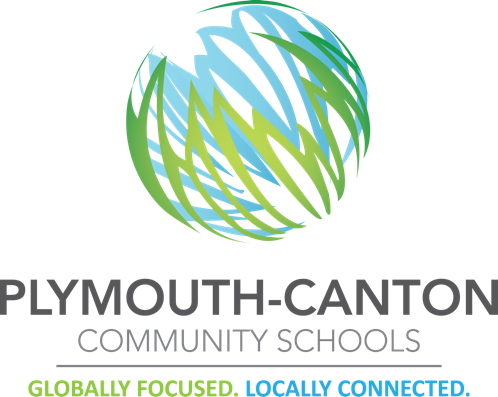 PLYMOUTH-CANTON
COMMUNITY SCHOOLS
GLOBALLY FOCUSED. LOCALLY CONNECTED.